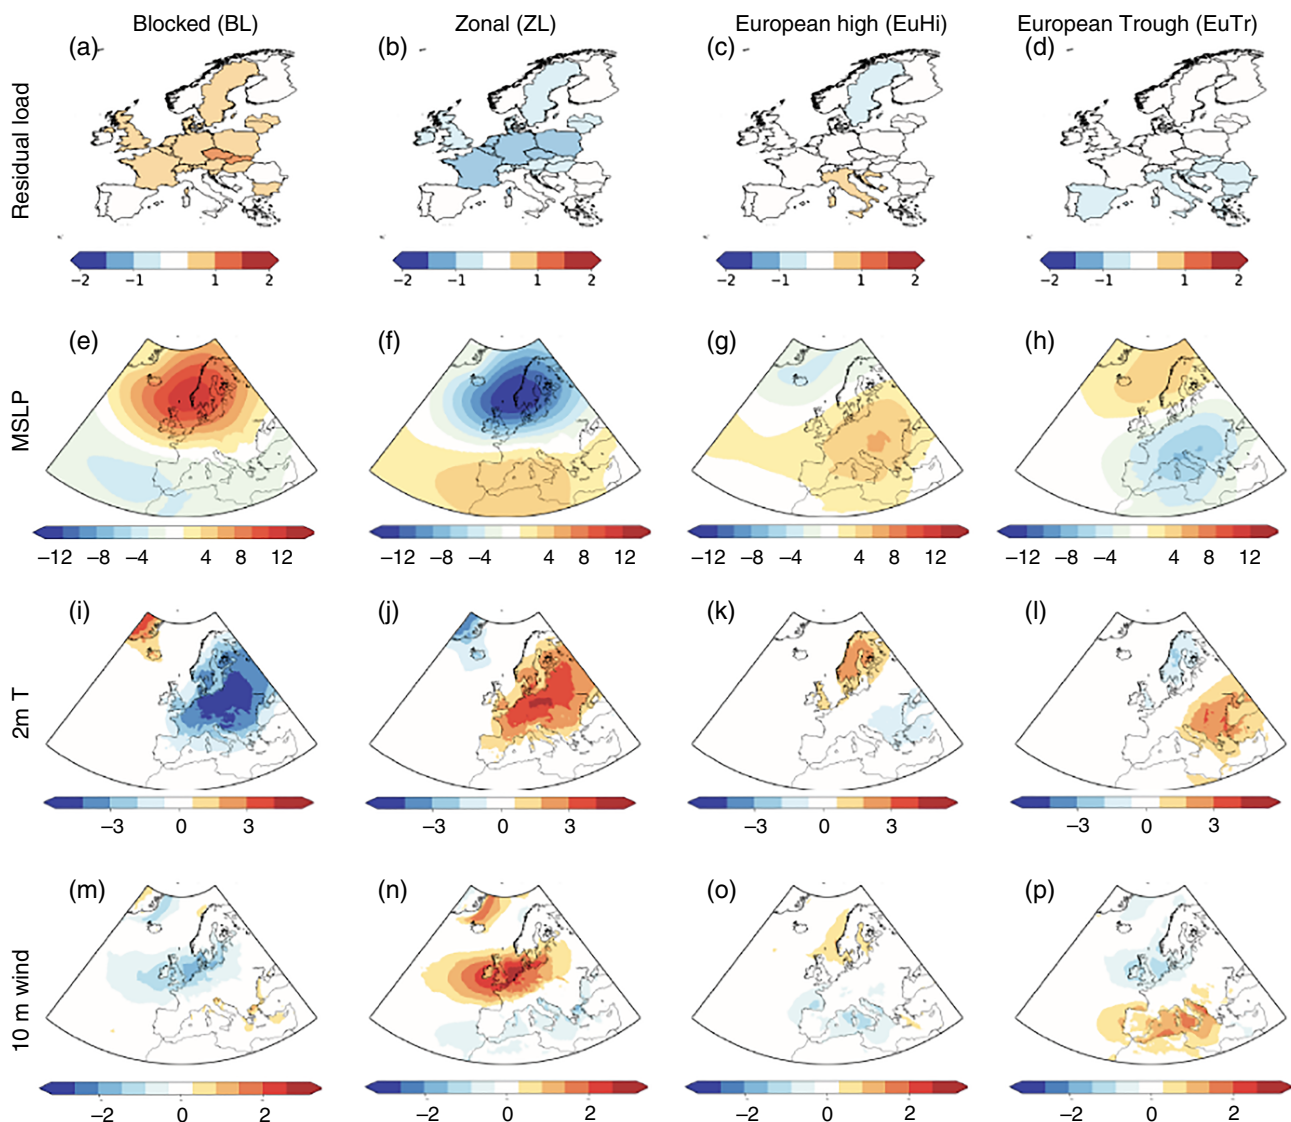 Blocked (BL) Zonal (ZL) European high (EuHi) European Trough (EuTr)
(a) (b) (c) (d)
Residual load
−2 −1 1 2 −2 −1 1 2 −2 −1 1 2 −2 −1 1 2
(e) (f) (g) (h)
MSLP
−12 −8 −4 4 8 12 −12 −8 −4 4 8 12 −12 −8 −4 4 8 12 −12 −8 −4 4 8 12
(i) (j) (k) (l)
2m T
−3 0 3 −3 0 3 −3 0 3 −3 0 3
(m) (n) (o) (p)
10 m wind
−2 0 2 −2 0 2 −2 0 2 −2 0 2